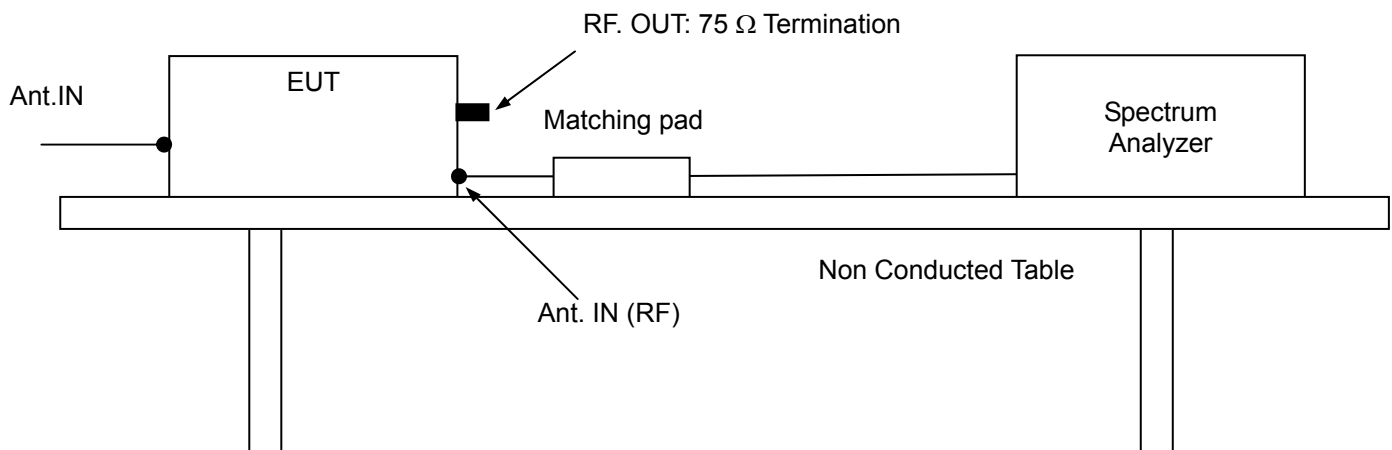 RF. OUT: 75 Ω Termination
EUT
Ant.IN
Matching pad
Spectrum
Analyzer
Non Conducted Table
Ant. IN (RF)